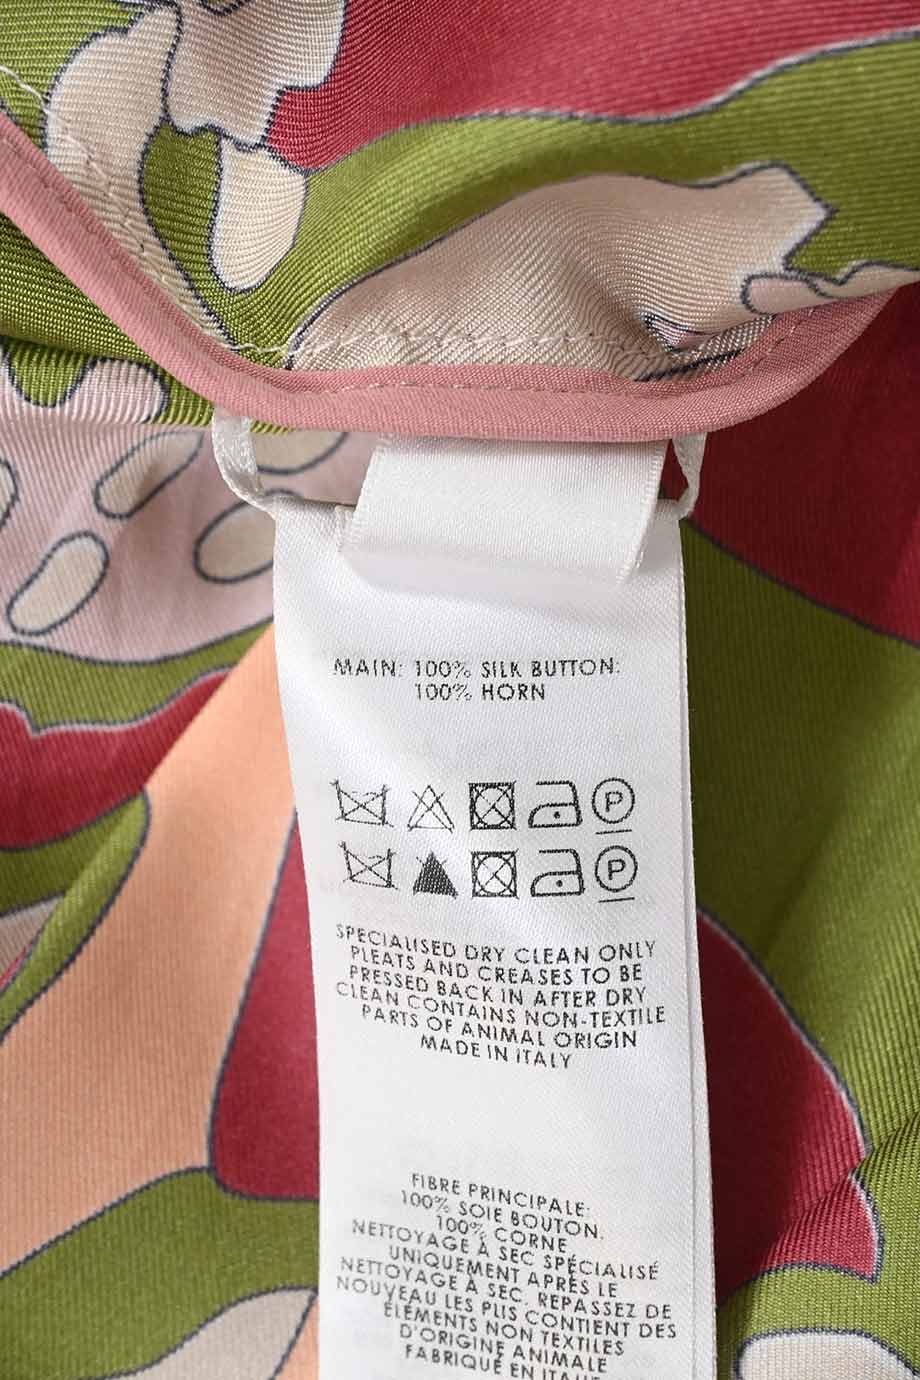 MAIN: 100% SILK BUTTON:
100% HORN
P
P
SPECIALISED DRY CLEAN ONLY
PLEATS AND CREASES TO BE
PRESSED BACK IN AFTER DRY
CLEAN CONTAINS NON-TEXTILE
PARTS OF ANIMAL ORIGIN
MADE IN ITALY
FIBRE PRINCIPALE:
100% SOIE BOUTON:
100% CORNE
NETTOYAGE À SEC SPÉCIALISÉ
UNIQUEMENT APRÈS LE
NETTOYAGE À SEC, REPASSEZ DE
NOUVEAU LES PLIS CONTIENT DES
ÉLÉMENTS NON TEXTILES
D'ORIGINE ANIMALE
FABRIQUÉ EN ITALIE